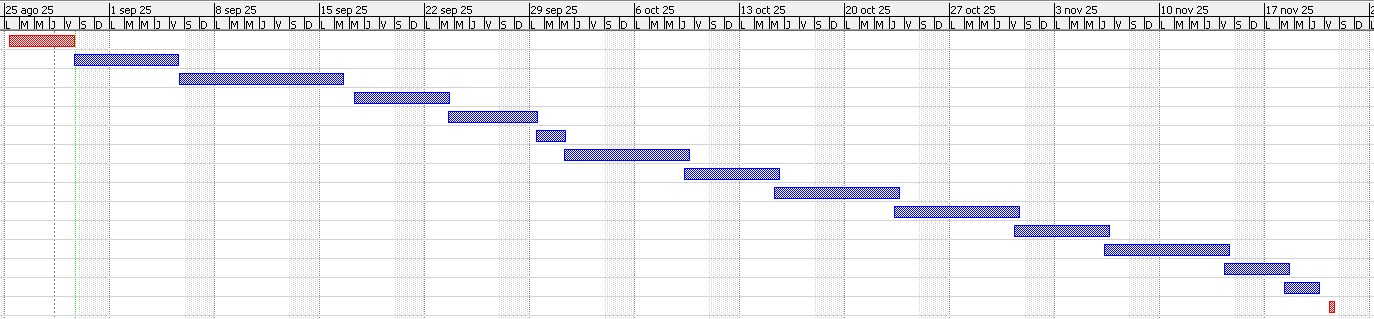 25 ago 25 1 sep 25 8 sep 25 15 sep 25 22 sep 25 29 sep 25 6 oct 25 13 oct 25 20 oct 25 27 oct 25 3 nov 25 10 nov 25 17 nov 25
L M M J V S D L M M J V S D L M M J V S D L M M J V S D L M M J V S D L M M J V S D L M M J V S D L M M J V S D L M M J V S D L M M J V S D L M M J V S D L M M J V S D L M M J V S D L